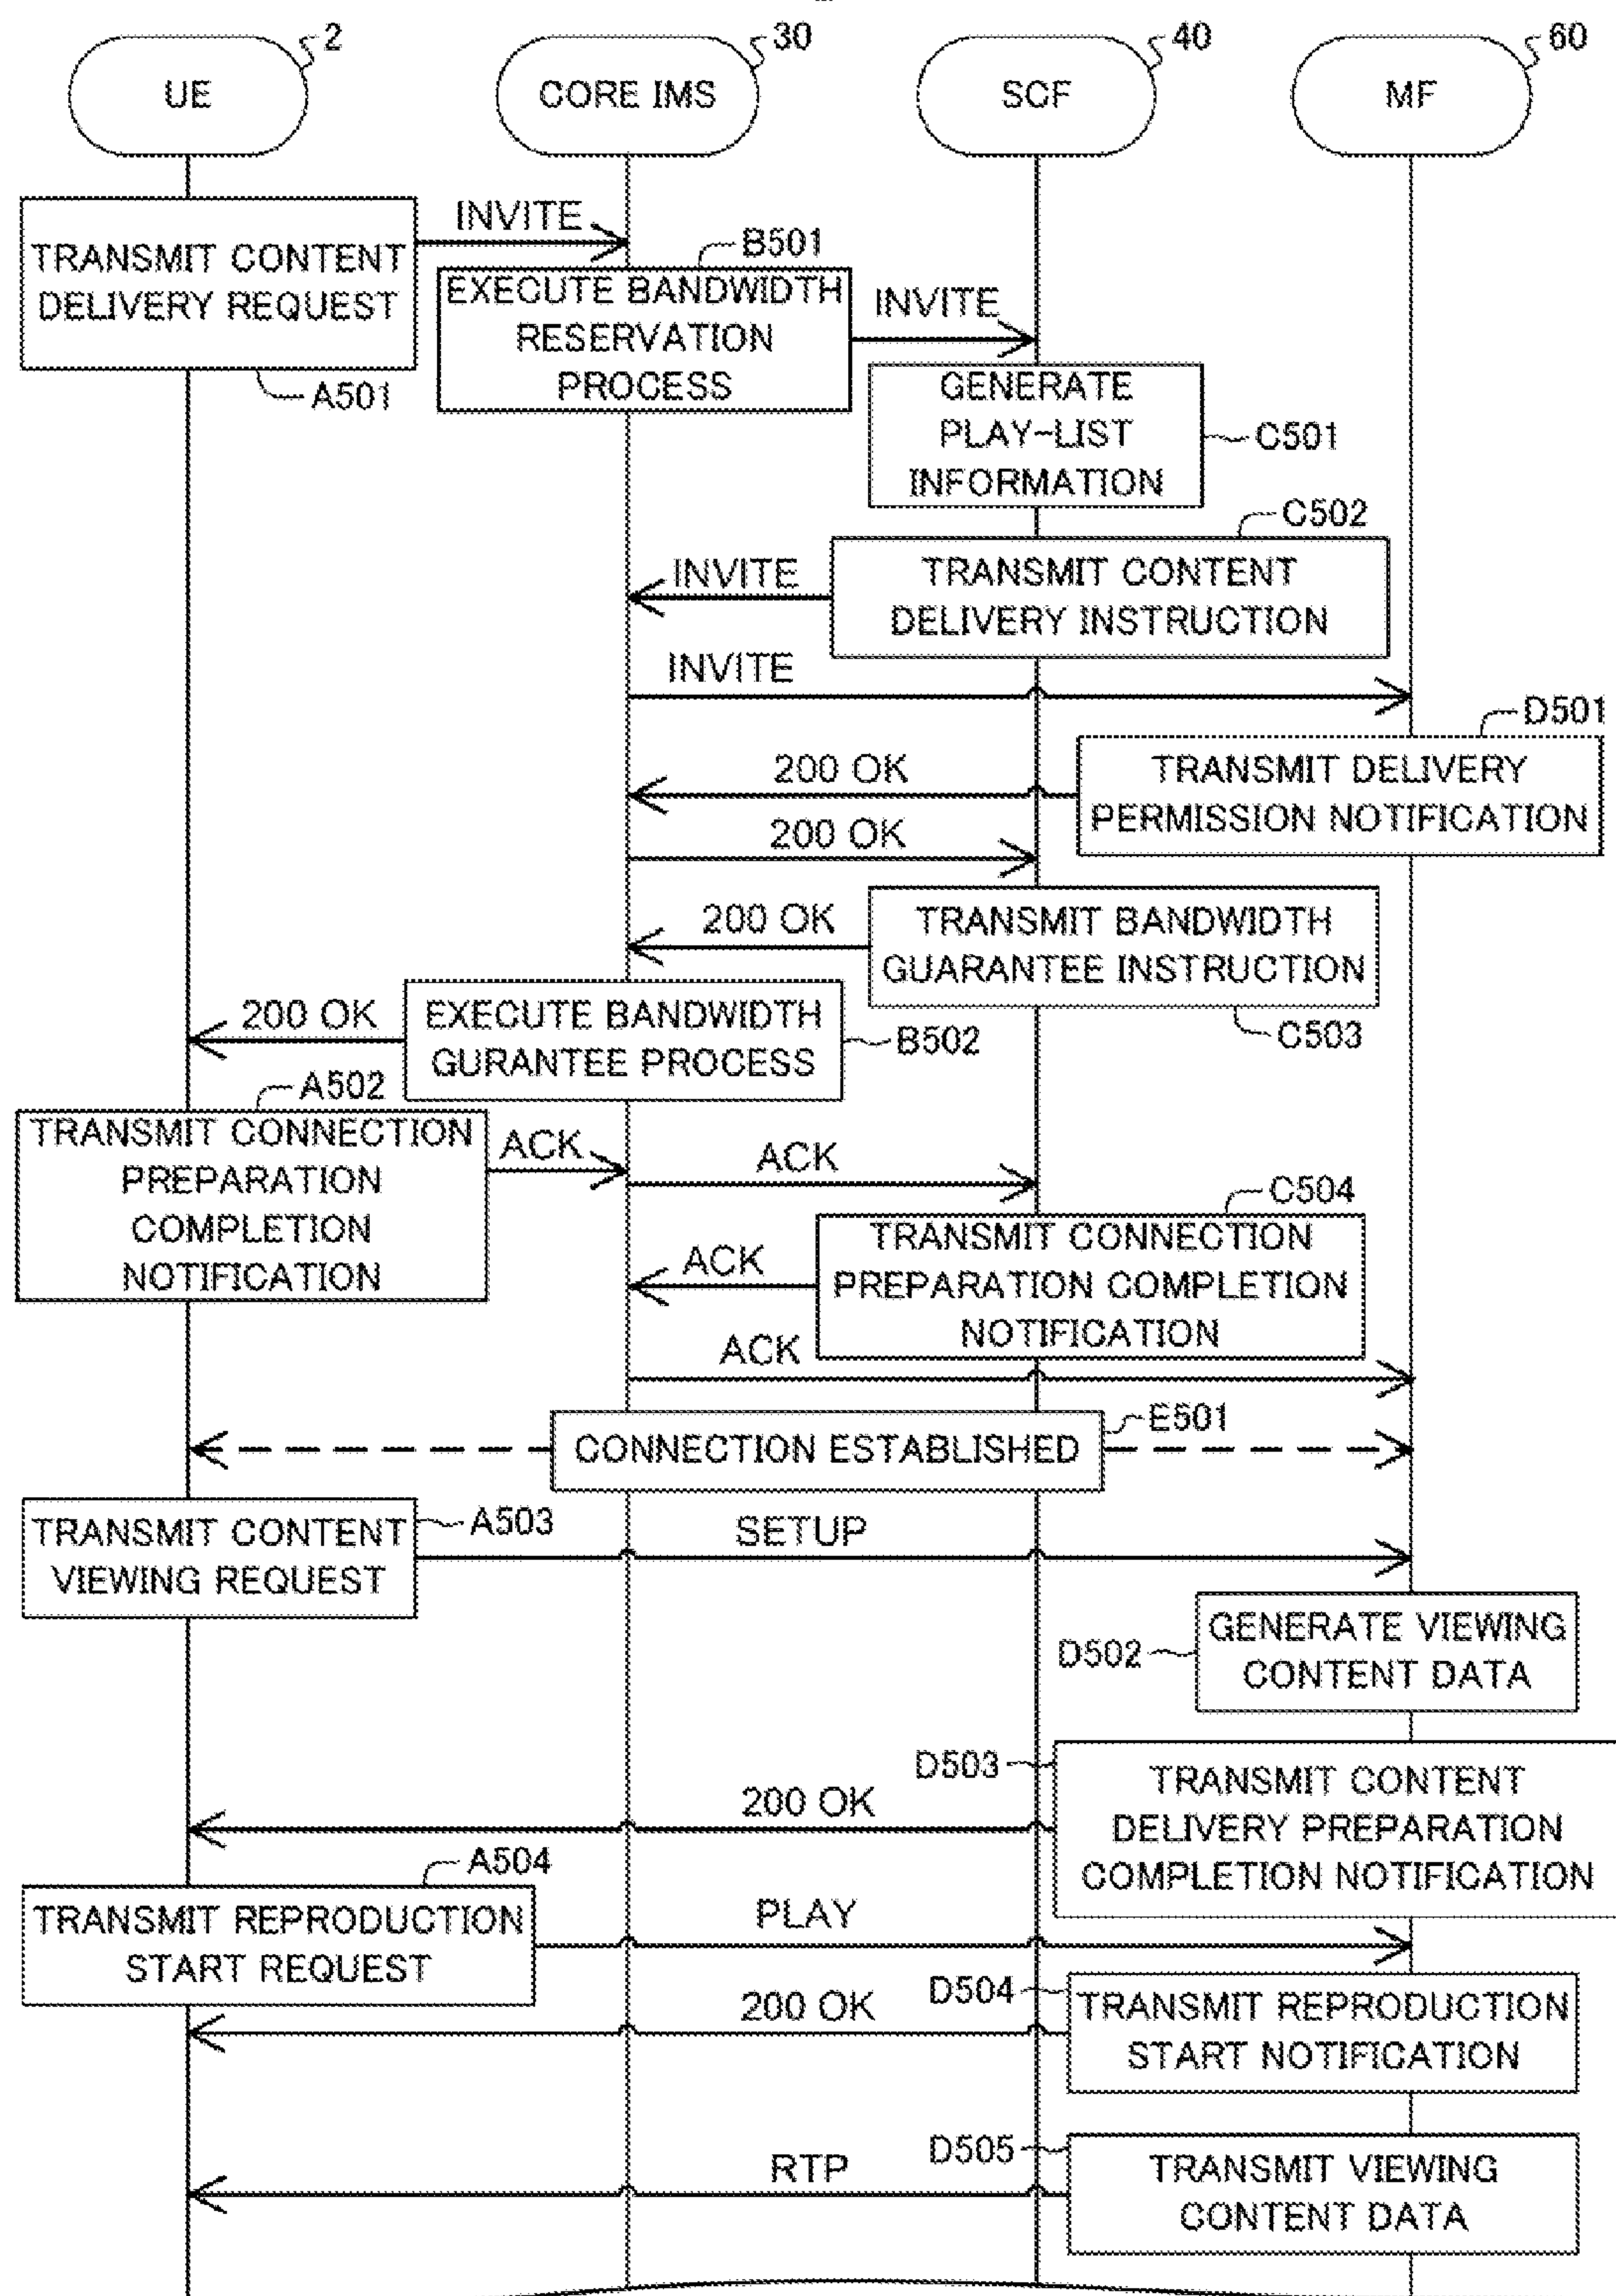 2
30
40
60
UE
CORE IMS
SCF
MF
INVITE
TRANSMIT CONTENT
DELIVERY REQUEST
A501
B501
EXECUTE BANDWIDTH
RESERVATION
PROCESS
INVITE
GENERATE
PLAY-LIST
INFORMATION
C501
C502
INVITE
TRANSMIT CONTENT
DELIVERY INSTRUCTION
INVITE
D501
200 OK
TRANSMIT DELIVERY
PERMISSION NOTIFICATION
200 OK
200 OK
TRANSMIT BANDWIDTH
GUARANTEE INSTRUCTION
C503
200 OK
EXECUTE BANDWIDTH
GURANTEE PROCESS
B502
A502
TRANSMIT CONNECTION
PREPARATION
COMPLETION
NOTIFICATION
ACK
ACK
C504
ACK
TRANSMIT CONNECTION
PREPARATION COMPLETION
NOTIFICATION
ACK
E501
CONNECTION ESTABLISHED
TRANSMIT CONTENT
VIEWING REQUEST
A503
SETUP
D502
GENERATE VIEWING
CONTENT DATA
D503
200 OK
TRANSMIT CONTENT
DELIVERY PREPARATION
COMPLETION NOTIFICATION
A504
TRANSMIT REPRODUCTION
START REQUEST
PLAY
D504
200 OK
TRANSMIT REPRODUCTION
START NOTIFICATION
D505
RTP
TRANSMIT VIEWING
CONTENT DATA